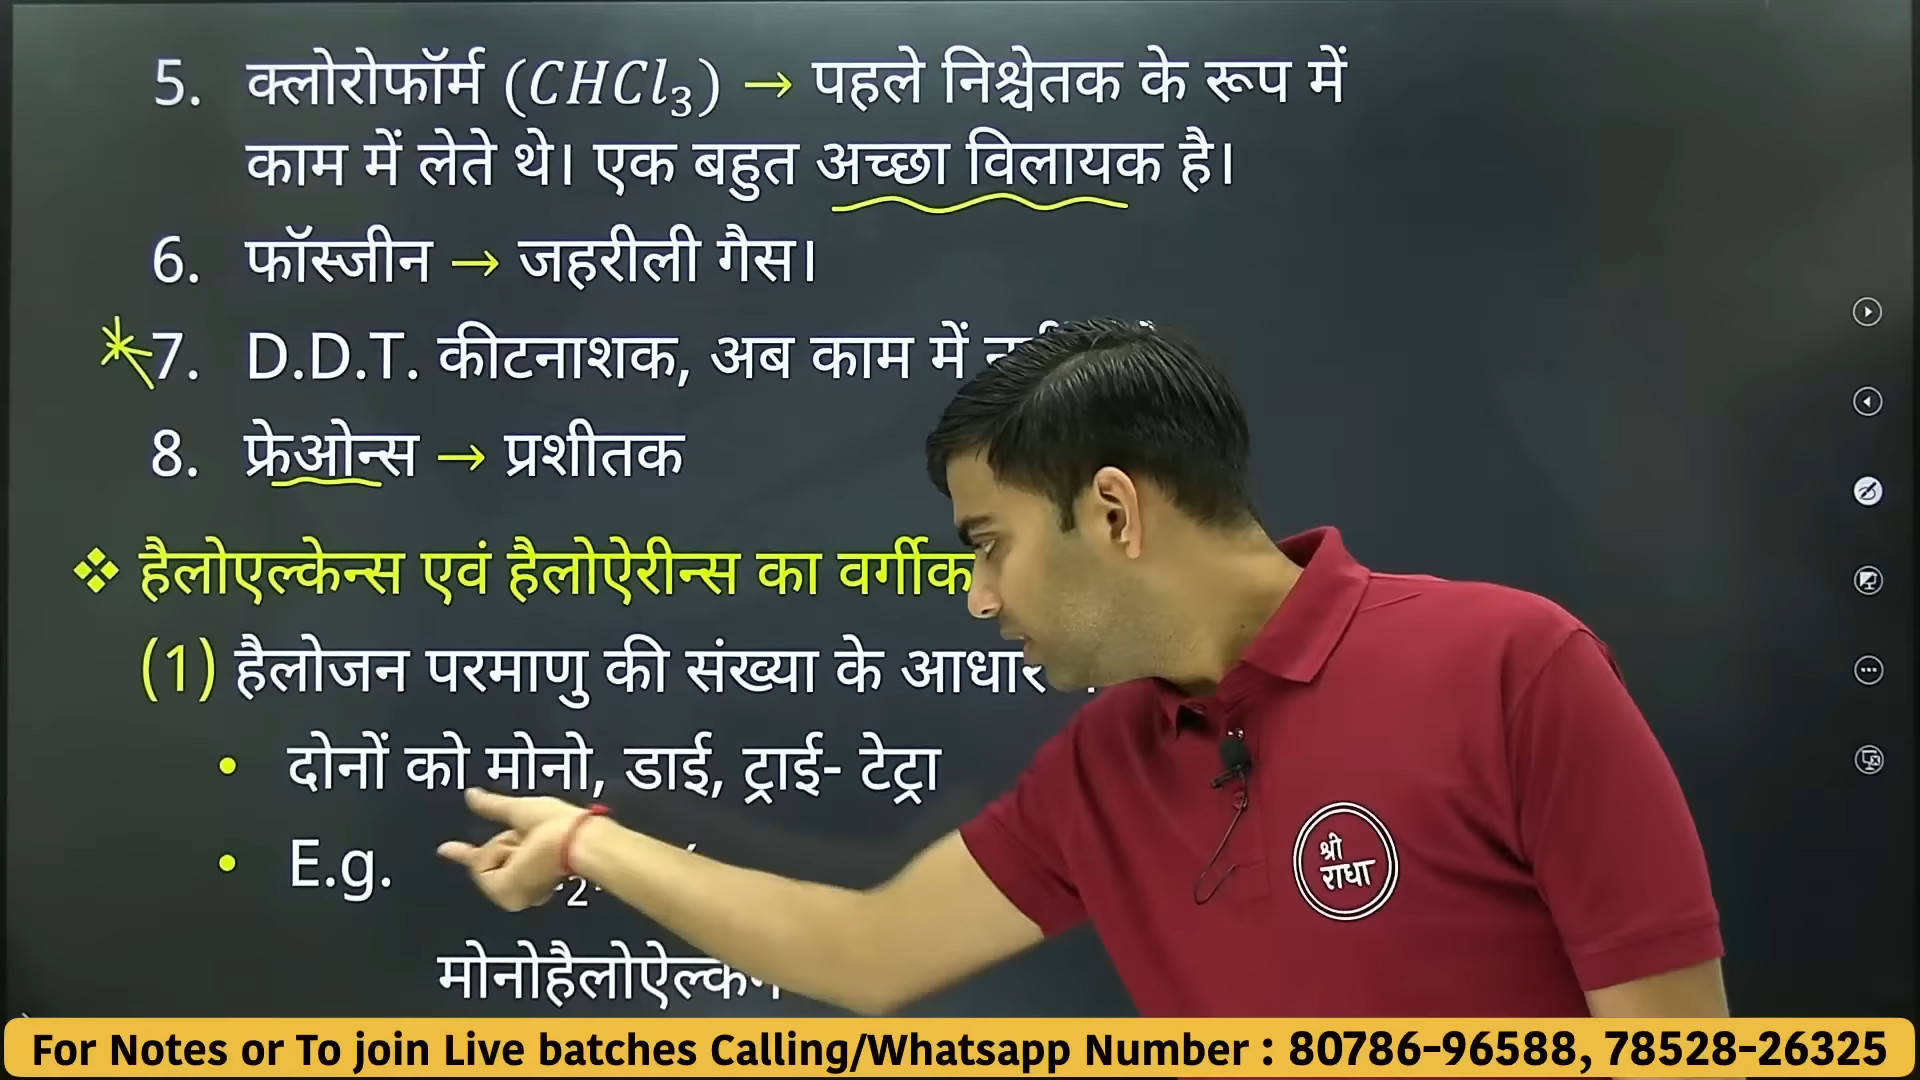 5. क्लोरोफॉर्म (CHCl₃) → पहले निश्चेतक के रूप में
काम में लेते थे। एक बहुत अच्छा विलायक है।
6. फॉस्जीन → जहरीली गैस।
7. D.D.T. कीटनाशक, अब काम में
8. फ्रेओन्स → प्रशीतक
❖ हैलोएल्केन्स एवं हैलोऐरीन्स का
(1) हैलोजन परमाणु की संख्या के आधार
• दोनों को मोनो, डाई, ट्राई- टेट्रा
• E.g.
श्री
राधा
For Notes or To join Live batches Calling/Whatsapp Number : 80786-96588, 78528-26325